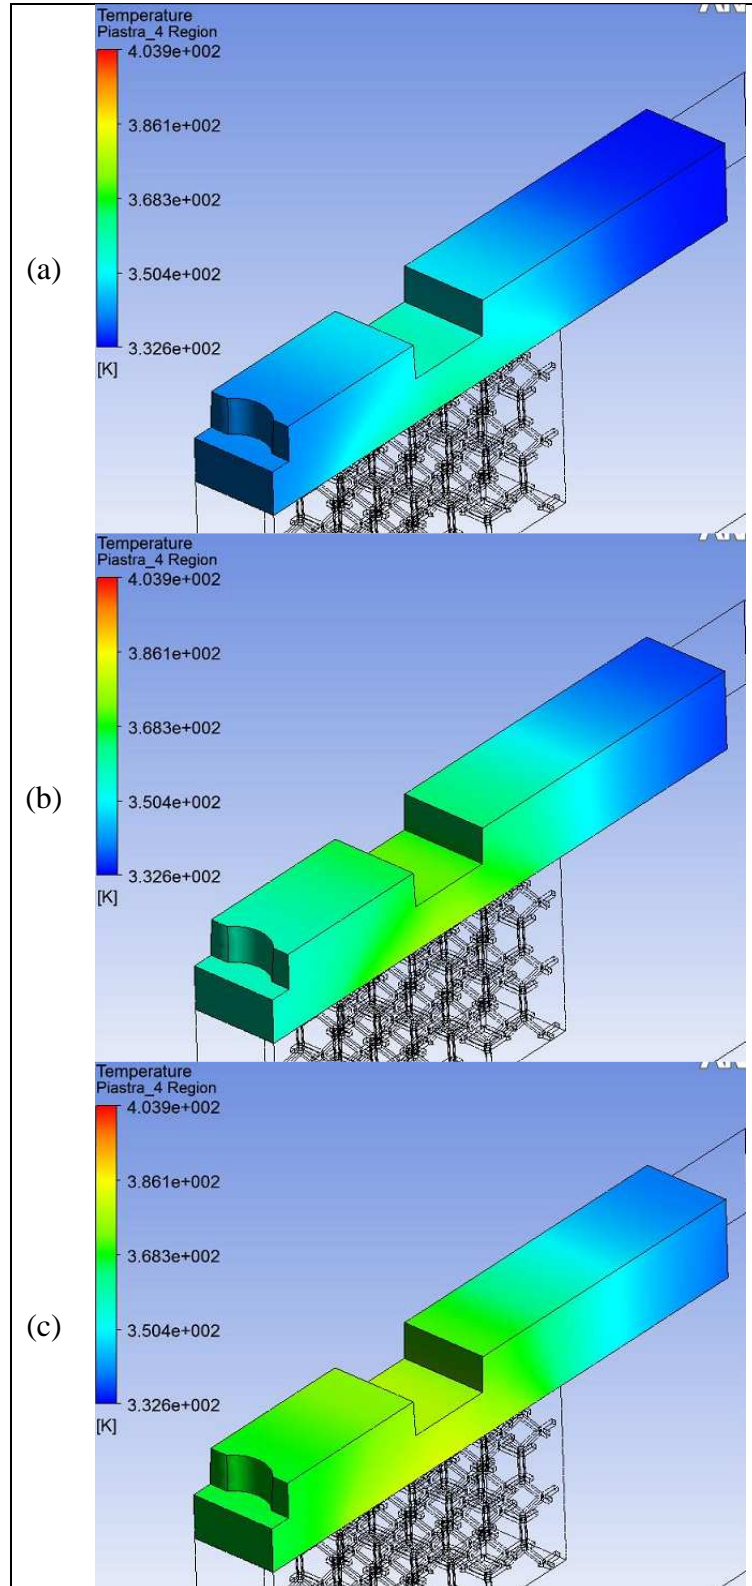 Temperature
Piastra_4 Region
4.039e+002
3.861e+002
3.683e+002
3.504e+002
3.326e+002
[K]
(a)
Temperature
Piastra_4 Region
4.039e+002
3.861e+002
3.683e+002
3.504e+002
3.326e+002
[K]
(b)
Temperature
Piastra_4 Region
4.039e+002
3.861e+002
3.683e+002
3.504e+002
3.326e+002
[K]
(c)